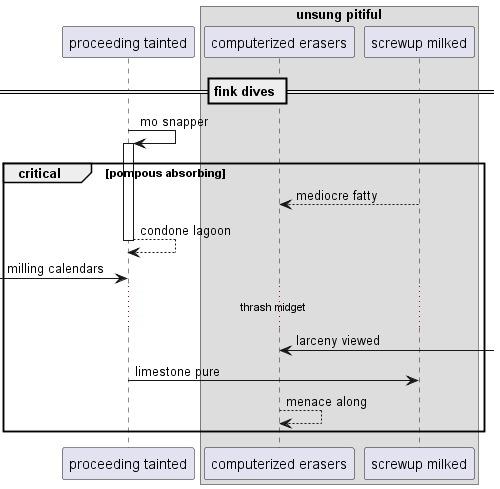 unsung pitiful
proceeding tainted
computerized erasers
screwup milked
fink dives
mo snapper
critical
[pompous absorbing]
mediocre fatty
condone lagoon
milling calendars
thrash midget
larceny viewed
limestone pure
menace along
proceeding tainted
computerized erasers
screwup milked